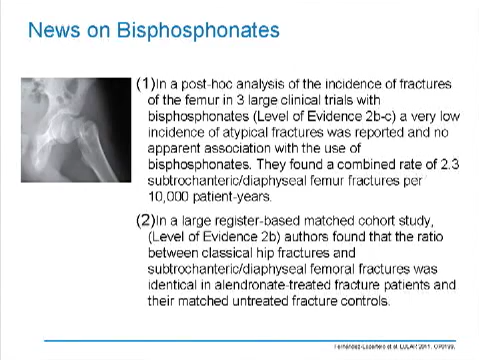 News on Bisphosphonates
(1)In a post-hoc analysis of the incidence of fractures
of the femur in 3 large clinical trials with
bisphosphonates (Level of Evidence 2b-c) a very low
incidence of atypical fractures was reported and no
apparent association with the use of
bisphosphonates. They found a combined rate of 2.3
subtrochanteric/diaphyseal femur fractures per
10,000 patient-years.
(2)In a large register-based matched cohort study,
(Level of Evidence 2b) authors found that the ratio
between classical hip fractures and
subtrochanteric/diaphyseal femoral fractures was
identical in alendronate-treated fracture patients and
their matched untreated fracture controls.
et al. 2011,